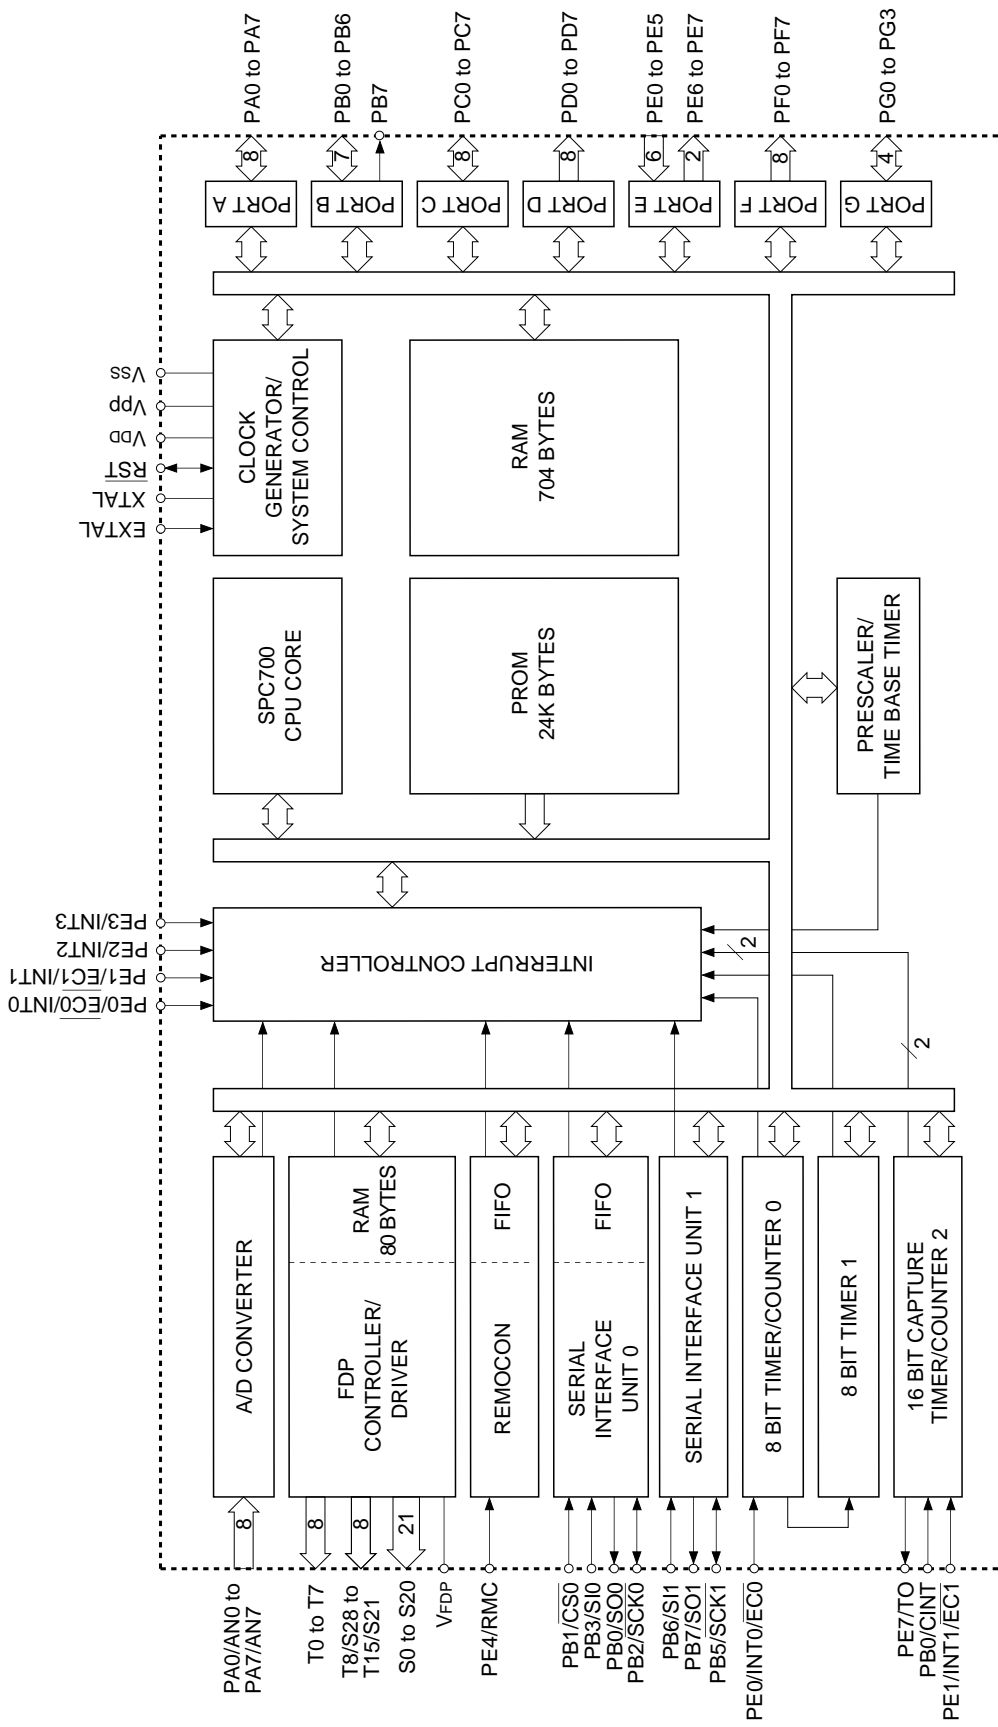 PA0/AN0 to
PA7/AN7
8
A/D CONVERTER
T0 to T7
8
T8/S28 to
T15/S21
8
S0 to S20
21
VFDP
FDP
CONTROLLER/
DRIVER
RAM
80 BYTES
PE4/RMC
REMOCON
FIFO
PB1/CS0
PB3/SI0
PB0/SO0
PB2/SCK0
SERIAL
INTERFACE
UNIT 0
FIFO
PB6/SI1
PB7/SO1
PB5/SCK1
SERIAL INTERFACE UNIT 1
PE0/INT0/EC0
8 BIT TIMER/COUNTER 0
8 BIT TIMER 1
PE7/TO
PB0/CINT
PE1/INT1/EC1
16 BIT CAPTURE
TIMER/COUNTER 2
2
2
PE0/EC0/INT0
PE1/EC1/INT1
PE2/INT2
PE3/INT3
INTERRUPT CONTROLLER
SPC700
CPU CORE
PROM
24K BYTES
PRESCALER/
TIME BASE TIMER
EXTAL
XTAL
RST
VDD
Vpp
VSS
CLOCK
GENERATOR/
SYSTEM CONTROL
RAM
704 BYTES
PORT A
8
PA0 to PA7
PORT B
7
PB0 to PB6
PB7
PORT C
8
PC0 to PC7
PORT D
8
PD0 to PD7
PORT E
6
PE0 to PE5
2
PE6 to PE7
PORT F
8
PF0 to PF7
PORT G
4
PG0 to PG3